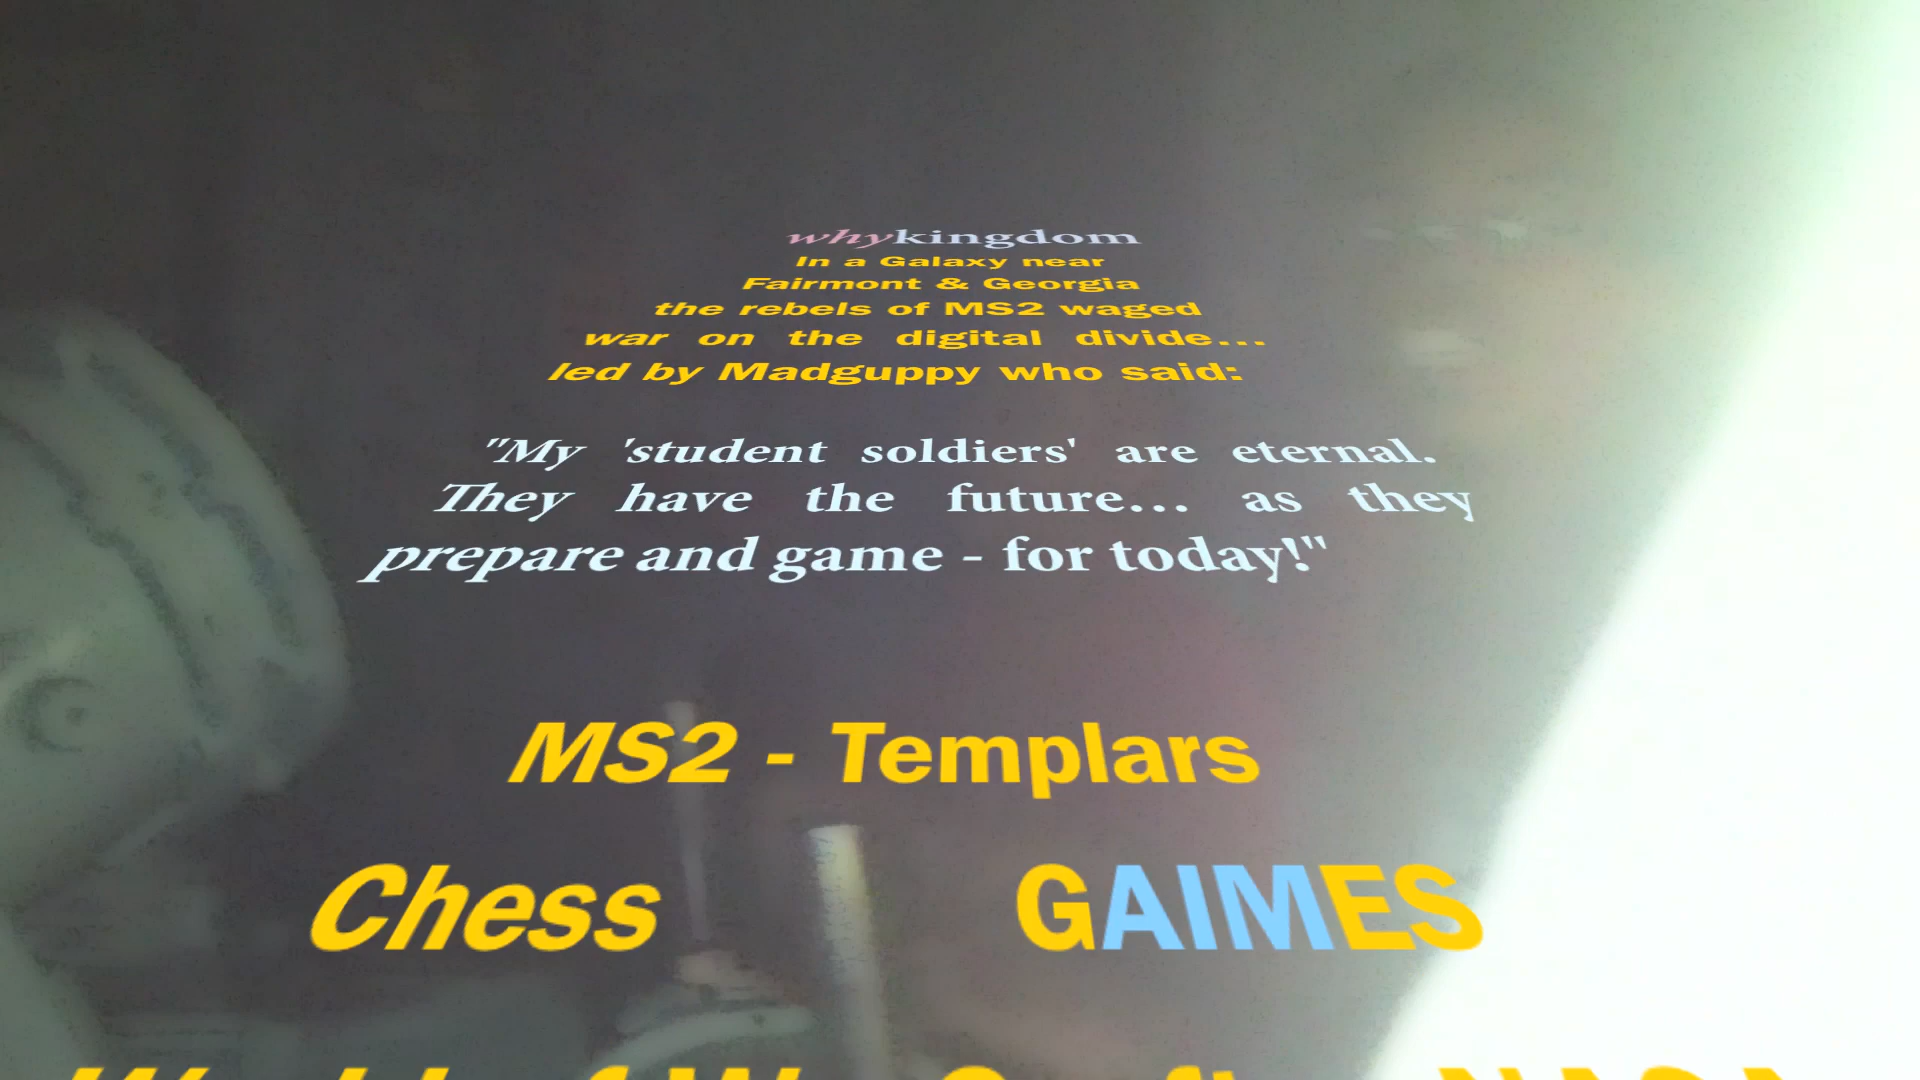 whykingdom
In a Galaxy near
Fairmont & Georgia
the rebels of MS2 waged
war on the digital divide...
led by Madguppy who said:
"My 'student soldiers' are eternal.
They have the future... as they
prepare and game - for today!"
MS2 - Templars
Chess GAIMES